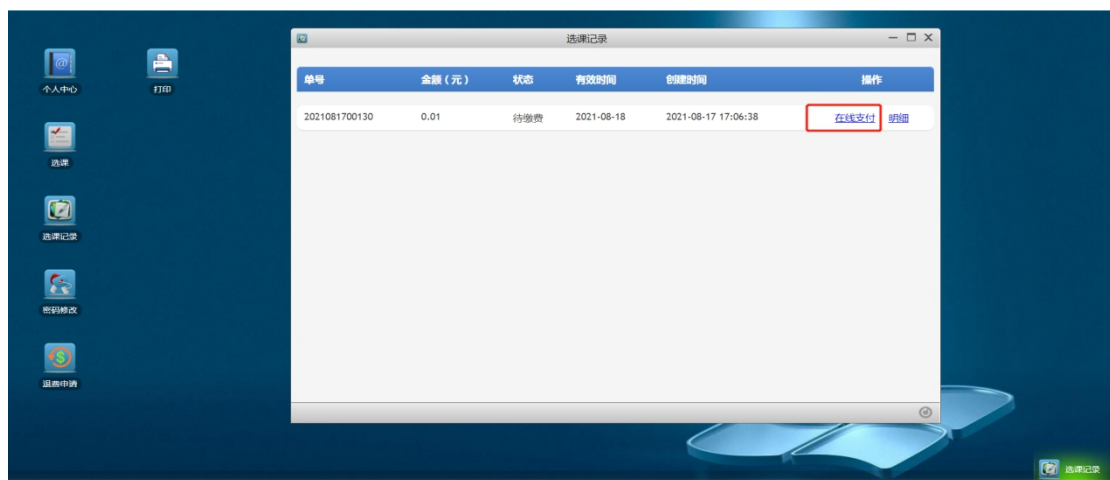 选课记录
单号 金额（元） 状态 有效时间 创建时间 操作
2021081700130 0.01 待缴费 2021-08-18 2021-08-17 17:06:38 在线支付 明细
个人中心 打印
选课
选课记录
密码修改
退费申请
选课记录